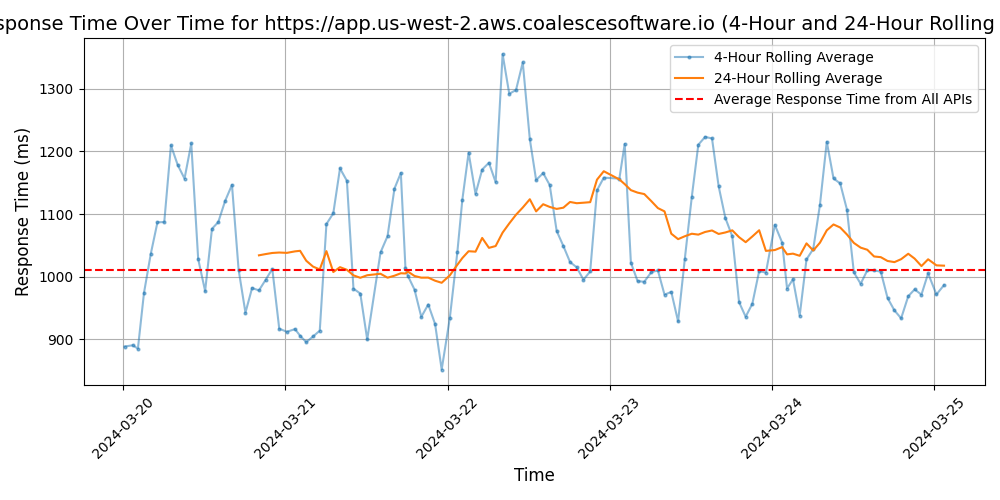 sponse Time Over Time for https://app.us-west-2.aws.coalescesoftware.io (4-Hour and 24-Hour Rolling
4-Hour Rolling Average
24-Hour Rolling Average
Average Response Time from All APIs
Response Time (ms)
1300
1200
1100
1000
900
2024-03-20
2024-03-21
2024-03-22
2024-03-23
2024-03-24
2024-03-25
Time